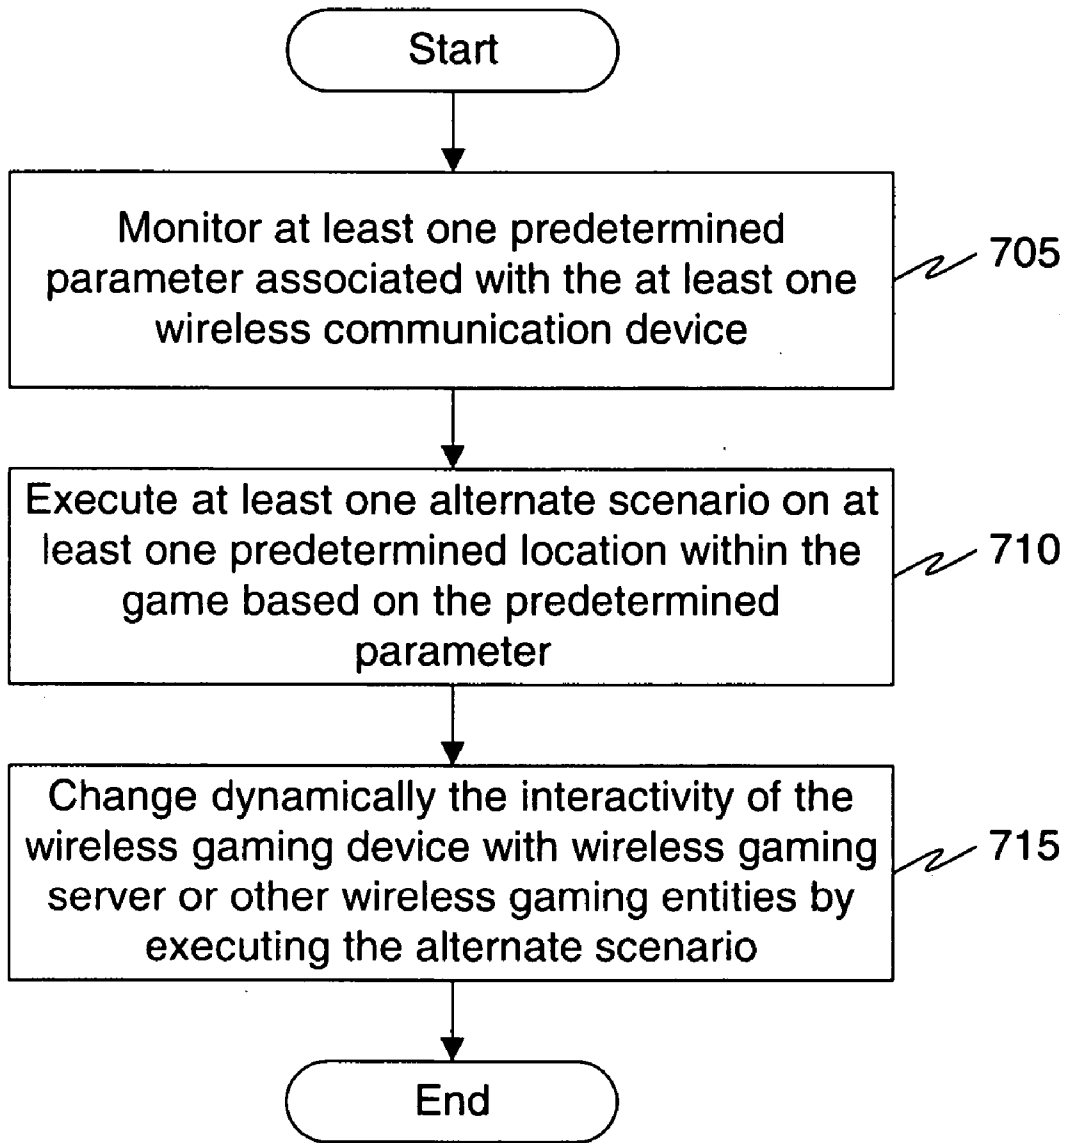 Start
Monitor at least one predetermined
parameter associated with the at least one
wireless communication device
705
Execute at least one alternate scenario on at
least one predetermined location within the
game based on the predetermined
parameter
710
Change dynamically the interactivity of the
wireless gaming device with wireless gaming
server or other wireless gaming entities by
executing the alternate scenario
715
End